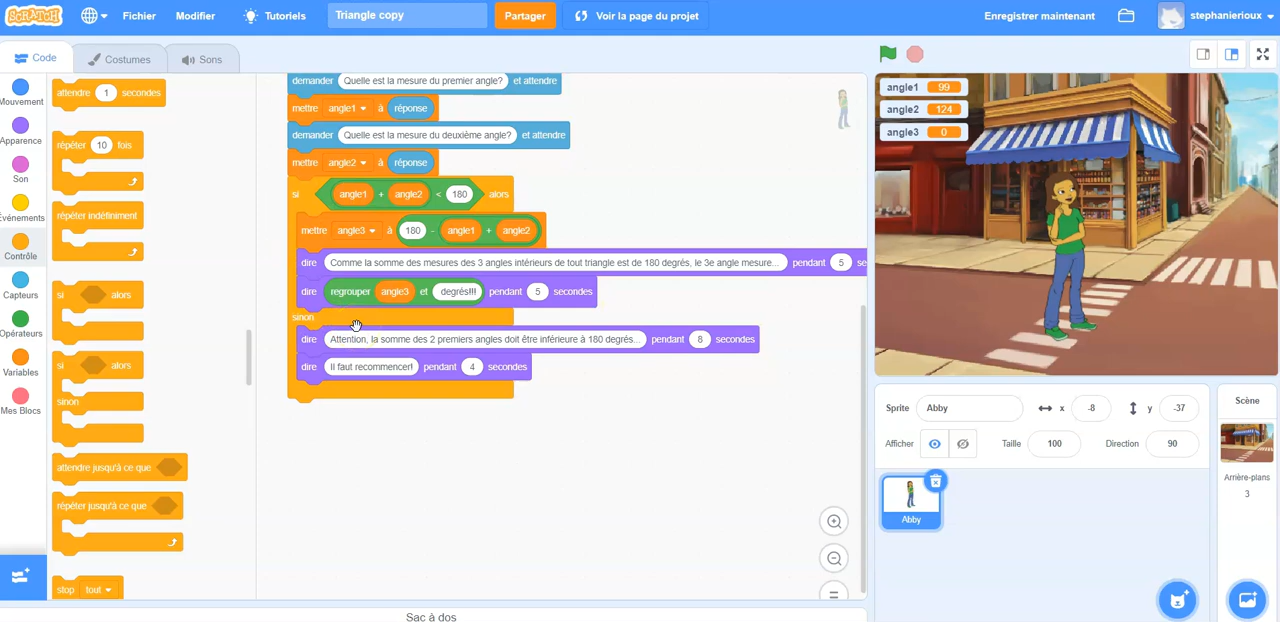 SCRATCH Fichier Modifier Tutoriels Triangle copy Partager Voir la page du projet Enregistrer maintenant stephanierioux
Code Costumes Sons
Mouvement
Apparence
Son
Événements
Contrôle
Capteurs
Opérateurs
Variables
Mes Blocs
attendre 1 secondes
répéter 10 fois
répéter indéfiniment
si alors
si alors
sinon
attendre jusqu'à ce que
répéter jusqu'à ce que
stop tout
demander Quelle est la mesure du premier angle? et attendre
mettre angle1 à réponse
demander Quelle est la mesure du deuxième angle? et attendre
mettre angle2 à réponse
si angle1 + angle2 < 180 alors
mettre angle3 à 180 - angle1 + angle2
dire Comme la somme des mesures des 3 angles intérieurs de tout triangle est de 180 degrés, le 3e angle mesure... pendant 5 se
dire regrouper angle3 et degrés!!! pendant 5 secondes
sinon
dire Attention, la somme des 2 premiers angles doit être inférieure à 180 degrés... pendant 8 secondes
dire Il faut recommencer! pendant 4 secondes
angle1 99
angle2 124
angle3 0
Sprite Abby x -8 y -37
Afficher Taille 100 Direction 90
Abby
Scène
Arrière-plans
3
Sac à dos